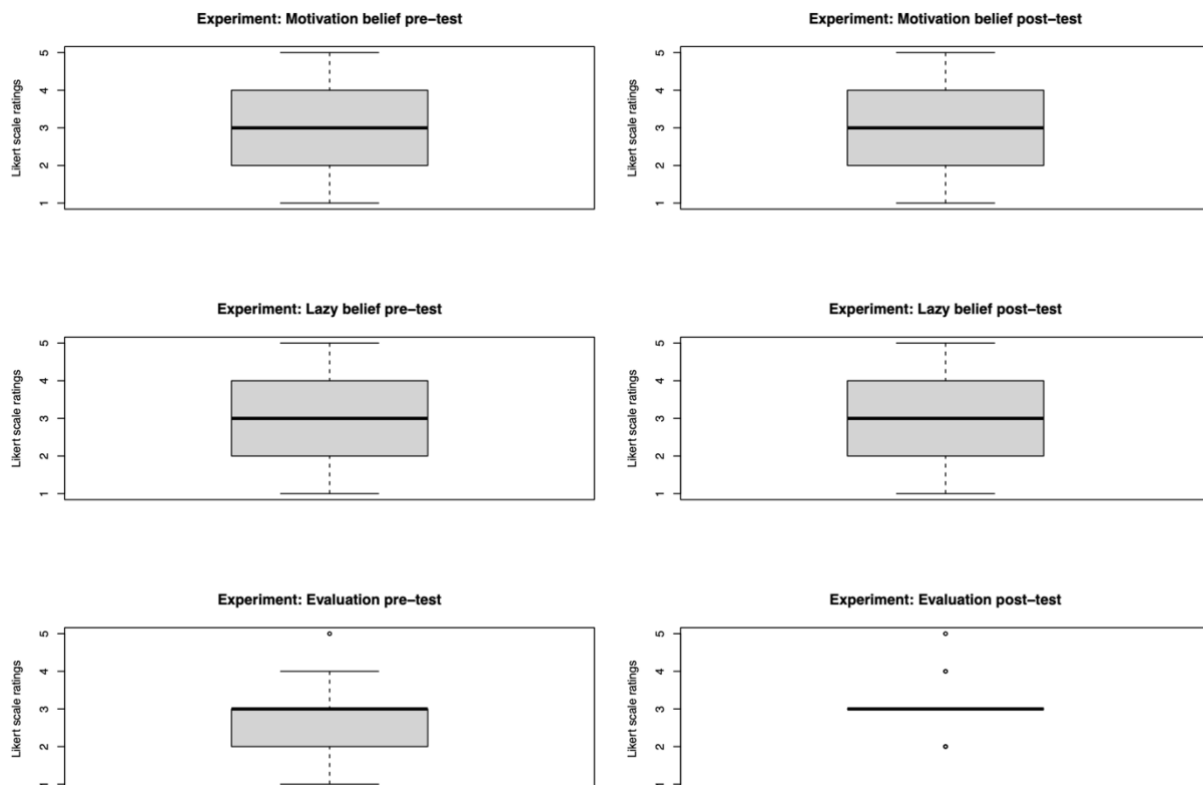 Experiment: Motivation belief pre-test
Likert scale ratings
5
4
3
2
1
Experiment: Motivation belief post-test
Likert scale ratings
5
4
3
2
1
Experiment: Lazy belief pre-test
Likert scale ratings
5
4
3
2
1
Experiment: Lazy belief post-test
Likert scale ratings
5
4
3
2
1
Experiment: Evaluation pre-test
Likert scale ratings
5
4
3
2
1
Experiment: Evaluation post-test
Likert scale ratings
5
4
3
2
1